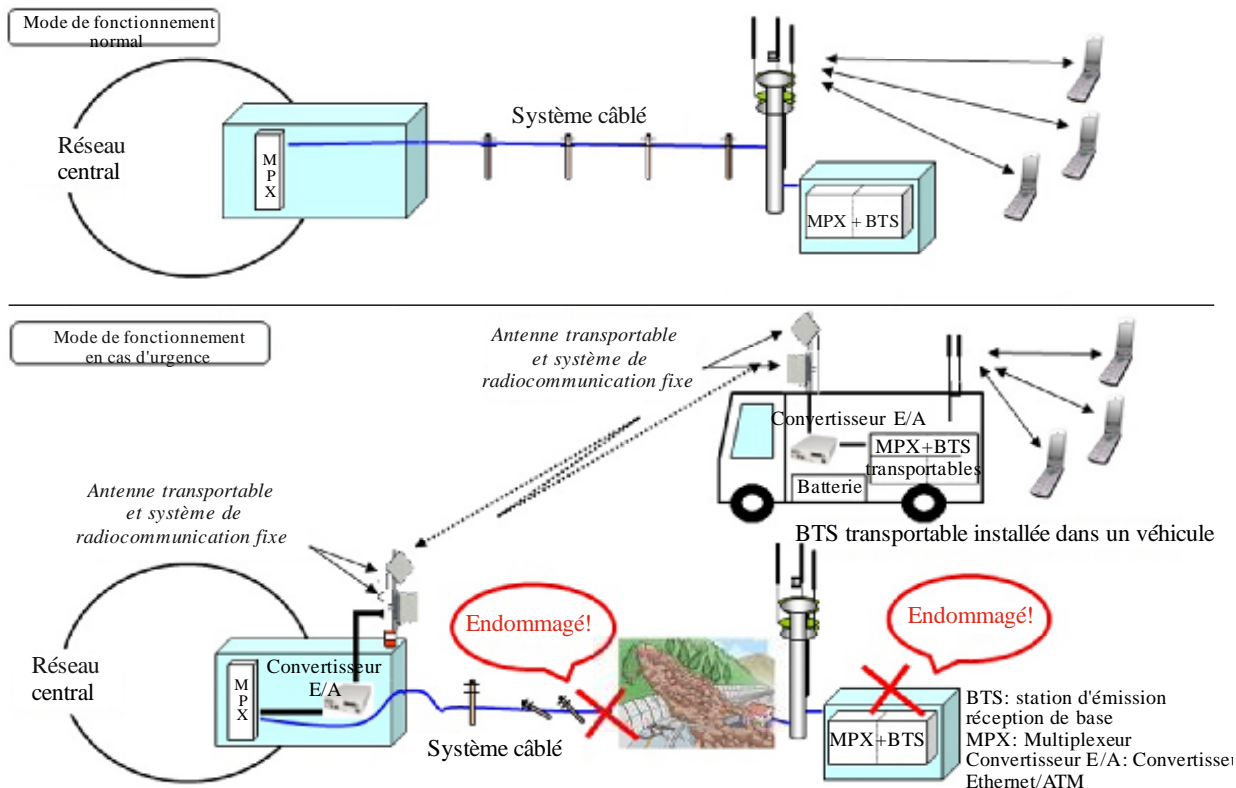 Mode de fonctionnement
normal
Système câblé
Réseau
central
M
P
X
MPX + BTS
Mode de fonctionnement
en cas d'urgence
Antenne transportable
et système de
radiocommunication fixe
Convertisseur E/A
MPX+BTS
transportables
Batterie
BTS transportable installée dans un véhicule
Antenne transportable
et système de
radiocommunication fixe
Endommagé!
Endommagé!
Réseau
central
M
P
X
Convertisseur
E/A
Système câblé
MPX+BTS
BTS: station d'émission
réception de base
MPX: Multiplexeur
Convertisseur E/A: Convertisseu
Ethernet/ATM